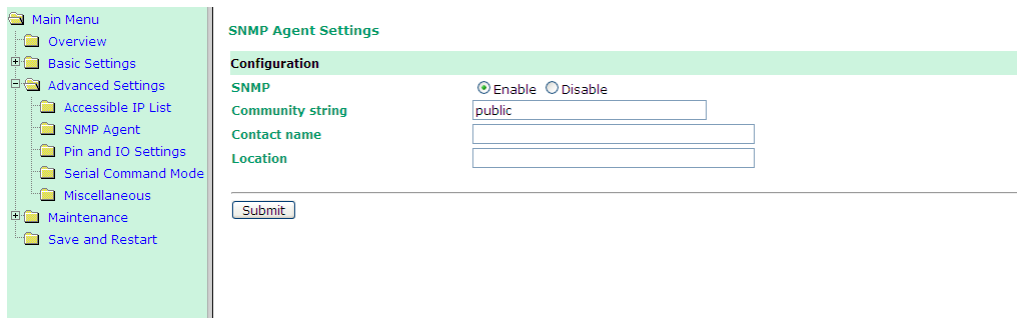 Main Menu
Overview
Basic Settings
Advanced Settings
Accessible IP List
SNMP Agent
Pin and IO Settings
Serial Command Mode
Miscellaneous
Maintenance
Save and Restart
SNMP Agent Settings
Configuration
SNMP Enable Disable
Community string public
Contact name
Location
Submit